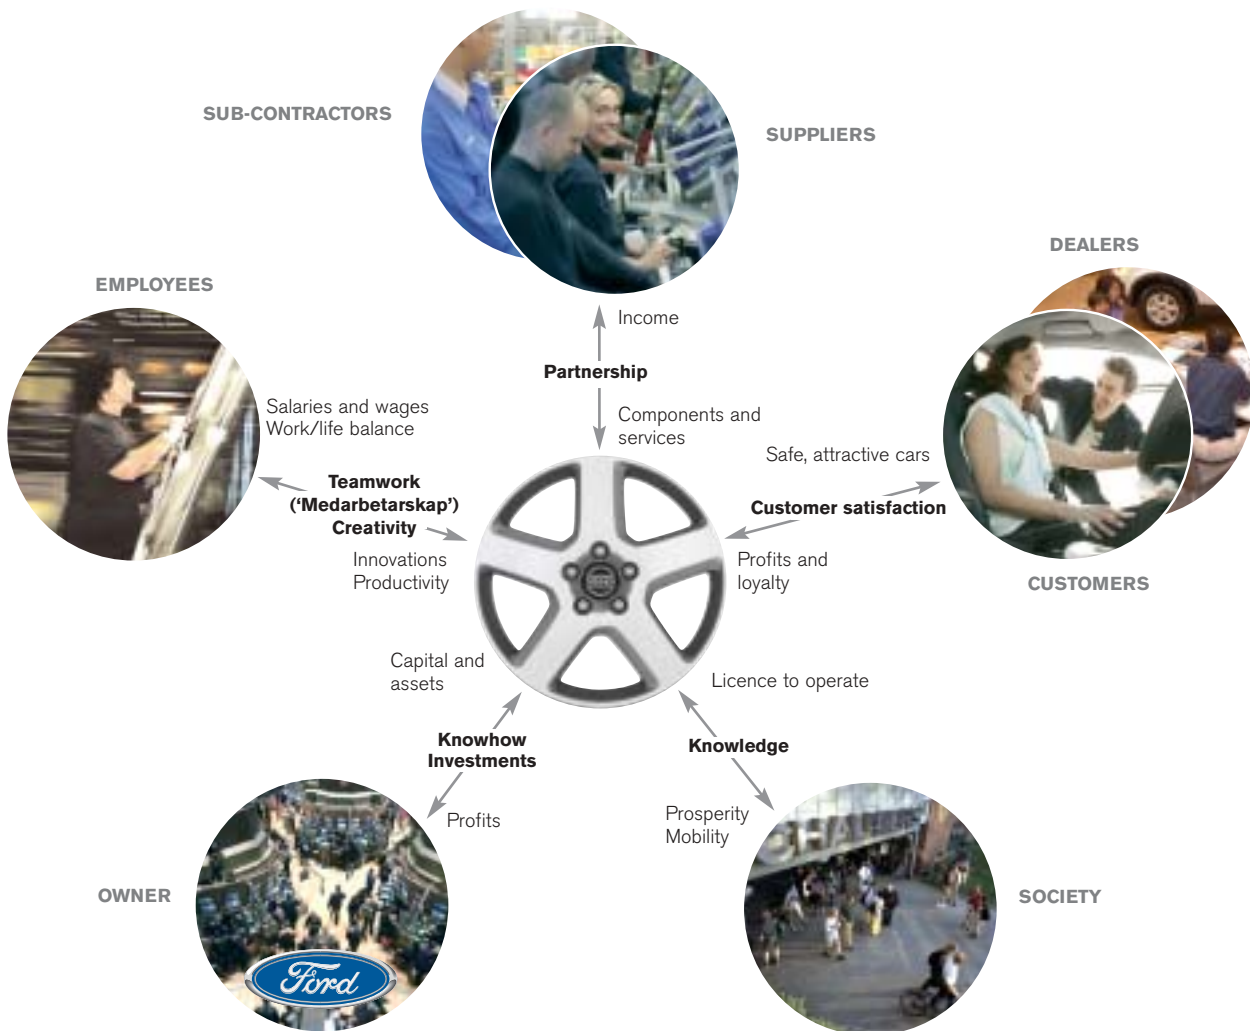 SUB-CONTRACTORS
SUPPLIERS
DEALERS
EMPLOYEES
Income
Partnership
Components and
services
Salaries and wages
Work/life balance
Safe, attractive cars
Teamwork
(‘Medarbetarskap’)
Creativity
Customer satisfaction
Innovations
Productivity
Profits and
loyalty
CUSTOMERS
Capital and
assets
Licence to operate
Knowhow
Investments
Knowledge
Profits
Prosperity
Mobility
OWNER
SOCIETY
Ford